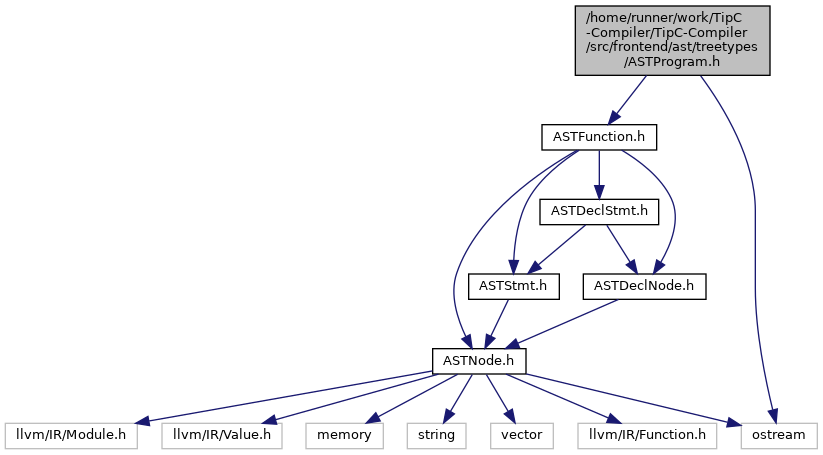 /home/runner/work/TipC
-Compiler/TipC-Compiler
/src/frontend/ast/treetypes
/ASTProgram.h
ASTFunction.h
ASTDeclStmt.h
ASTStmt.h
ASTDeclNode.h
ASTNode.h
llvm/IR/Module.h
llvm/IR/Value.h
memory
string
vector
llvm/IR/Function.h
ostream